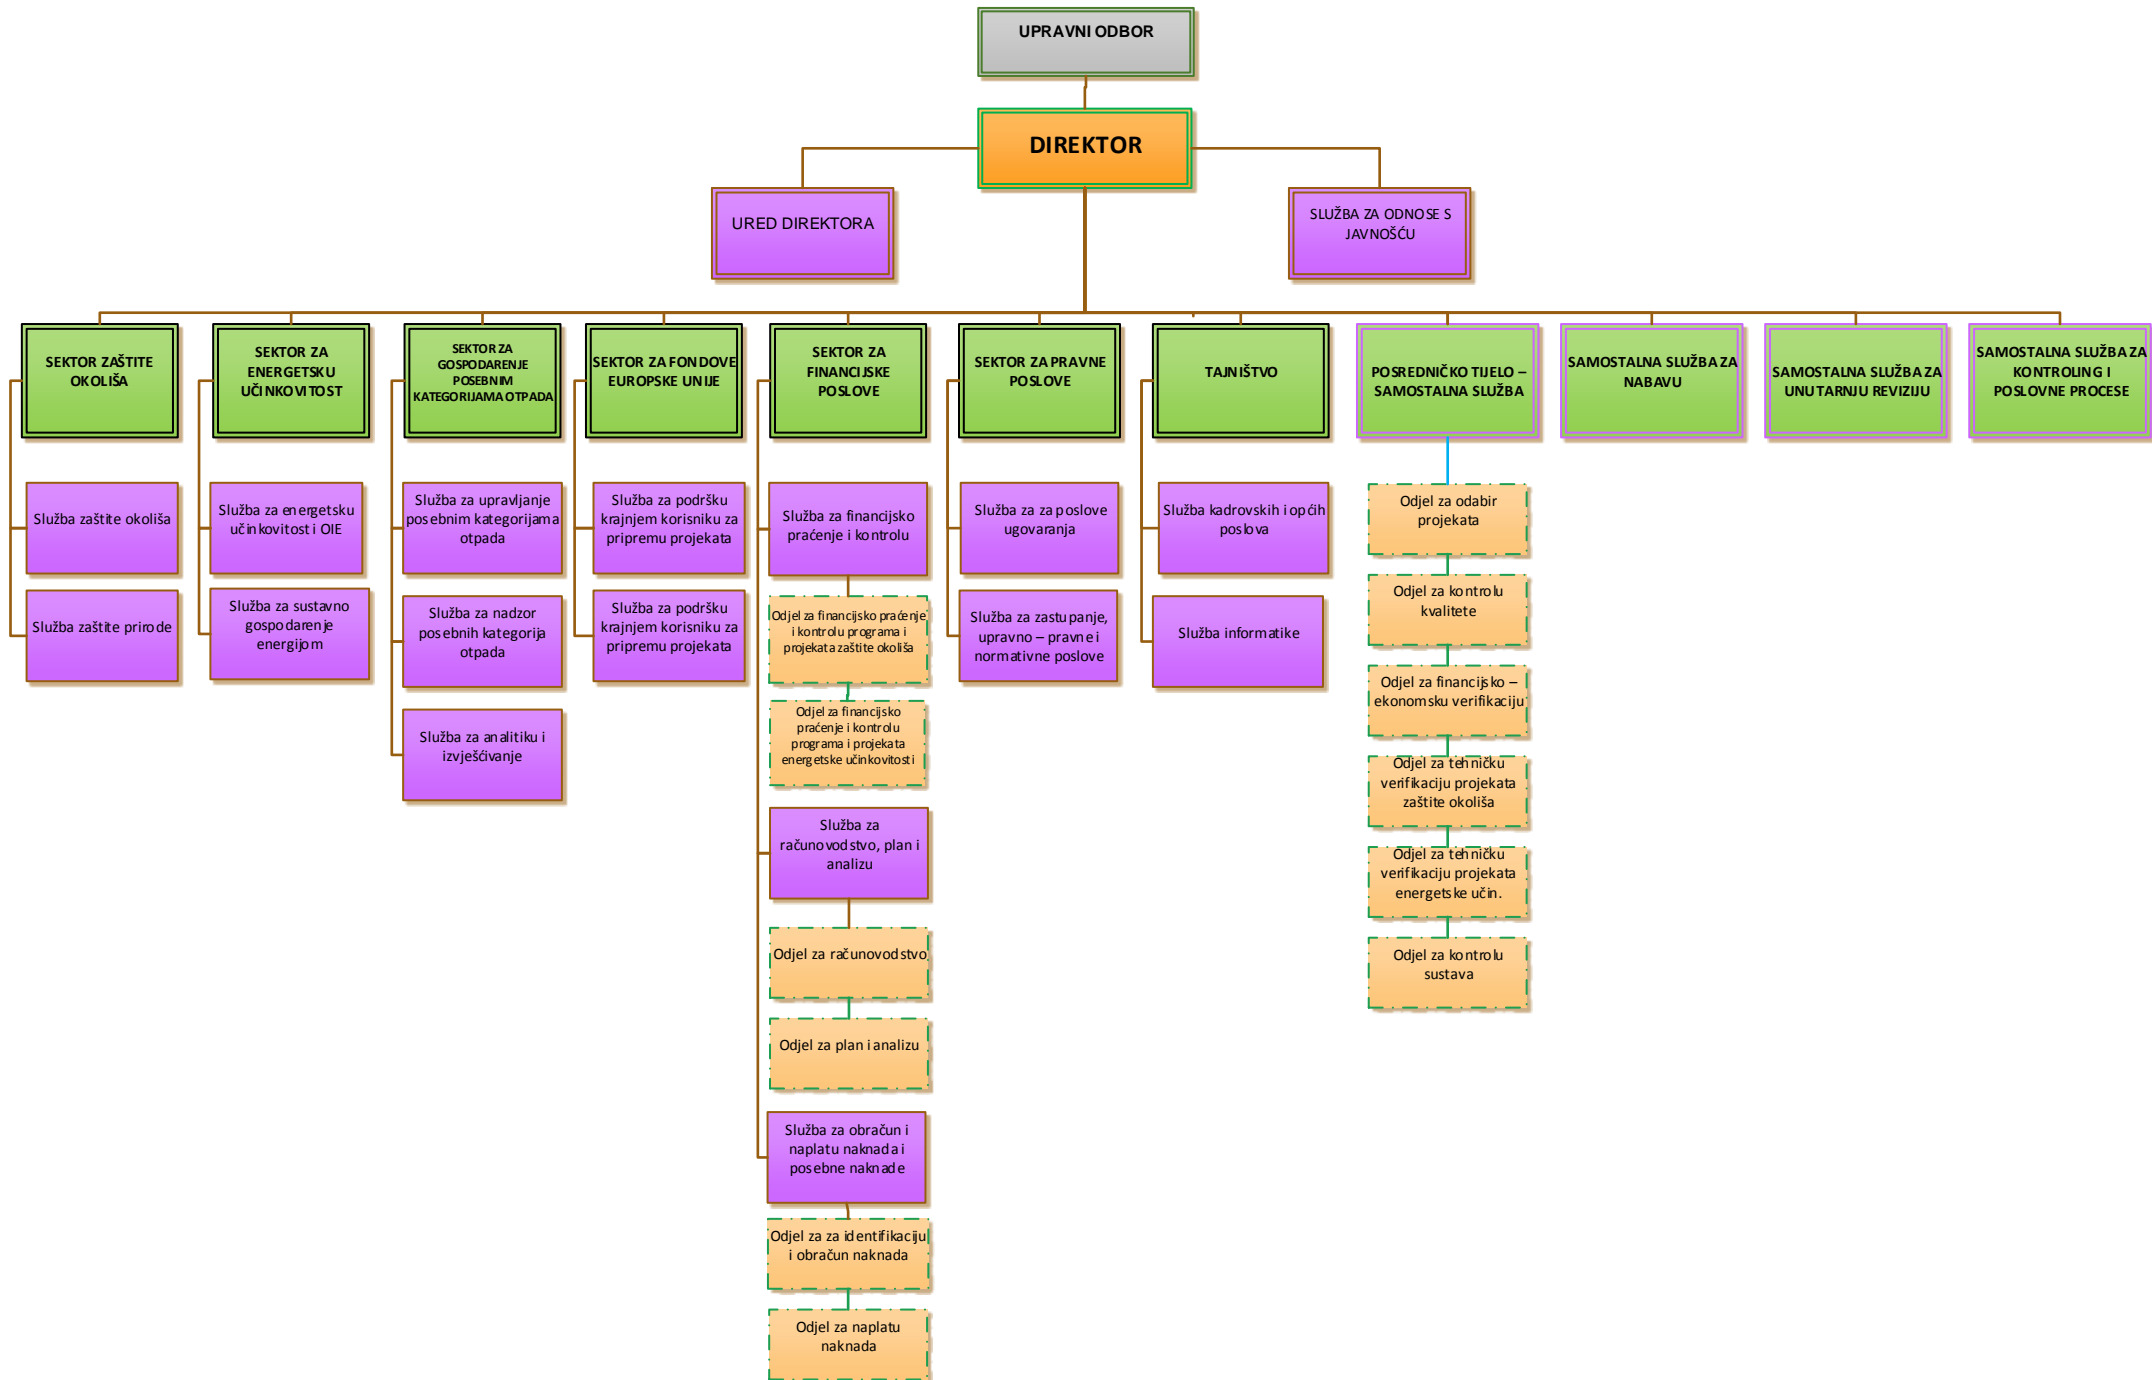 UPRAVNI ODBOR
DIREKTOR
URED DIREKTORA
SLUŽBA ZA ODNOSE S
JAVNOŠĆU
SEKTOR ZAŠTITE
OKOLIŠA
SEKTOR ZA
ENERGETSKU
UČINKOVITOST
SEKTOR ZA
GOSPODARENJE
POSEBNIM
KATEGORIJAMA OTPADA
SEKTOR ZA FONDOVE
EUROPSKE UNIJE
SEKTOR ZA
FINANCIJSKE
POSLOVE
SEKTOR ZA PRAVNE
POSLOVE
TAJNIŠTVO
POSREDNIČKO TIJELO –
SAMOSTALNA SLUŽBA
SAMOSTALNA SLUŽBA ZA
NABAVU
SAMOSTALNA SLUŽBA ZA
UNUTARNJU REVIZIJU
SAMOSTALNA SLUŽBA ZA
KONTROLING I
POSLOVNE PROCESE
Služba zaštite okoliša
Služba zaštite prirode
Služba za energetsku
učinkovitost i OIE
Služba za sustavno
gospodarenje
energijom
Služba za upravljanje
posebnim kategorijama
otpada
Služba za nadzor
posebnih kategorija
otpada
Služba za analitiku i
izvješćivanje
Služba za podršku
krajnjem korisniku za
pripremu projekata
Služba za podršku
krajnjem korisniku za
pripremu projekata
Služba za financijsko
praćenje i kontrolu
Odjel za financijsko praćenje
i kontrolu programa i
projekata zaštite okoliša
Odjel za financijsko
praćenje i kontrolu
programa i projekata
energetske učinkovitosti
Služba za
računovodstvo, plan i
analizu
Odjel za računovodstvo
Odjel za plan i analizu
Služba za obračun i
naplatu naknada i
posebne naknade
Odjel za za identifikaciju
i obračun naknada
Odjel za naplatu
naknada
Služba za za poslove
ugovaranja
Služba za zastupanje,
upravno – pravne i
normativne poslove
Služba kadrovskih i općih
poslova
Služba informatike
Odjel za odabir
projekata
Odjel za kontrolu
kvalitete
Odjel za financijsko –
ekonomsku verifikaciju
Odjel za tehničku
verifikaciju projekata
zaštite okoliša
Odjel za tehničku
verifikaciju projekata
energetske učin.
Odjel za kontrolu
sustava